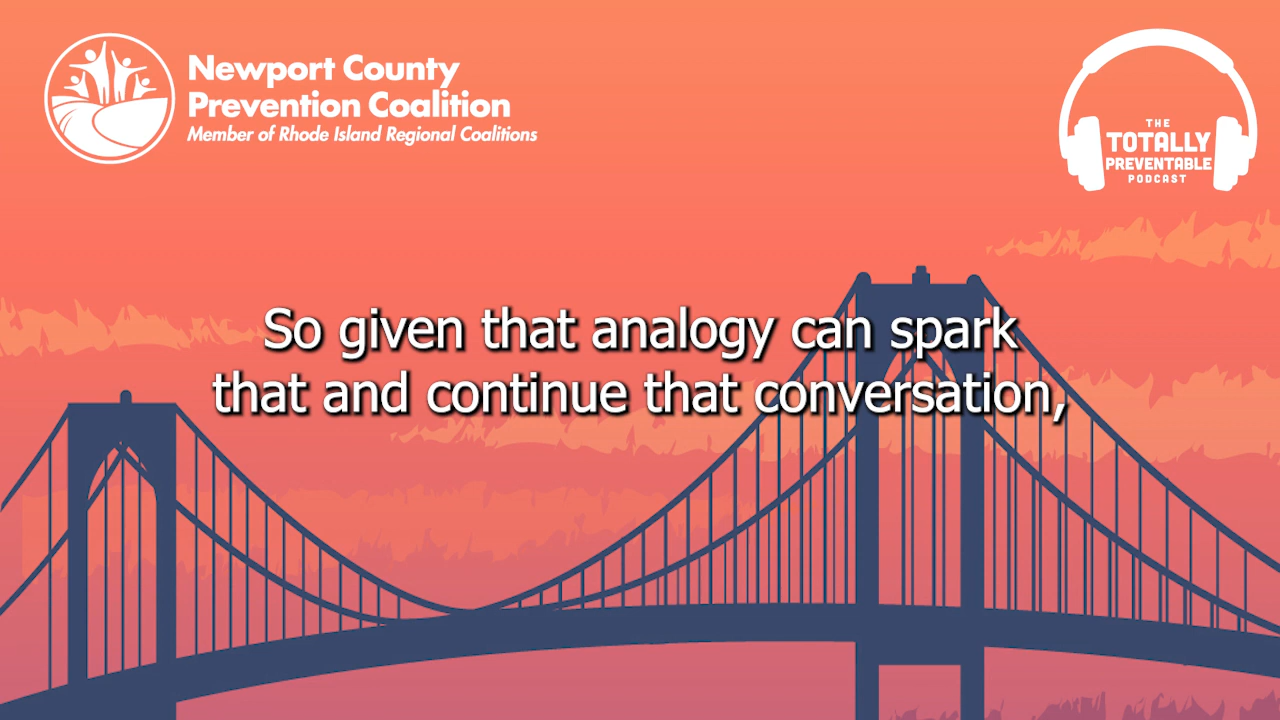 Newport County
Prevention Coalition
Member of Rhode Island Regional Coalitions
THE
TOTALLY
PREVENTABLE
PODCAST
So given that analogy can spark
that and continue that conversation,